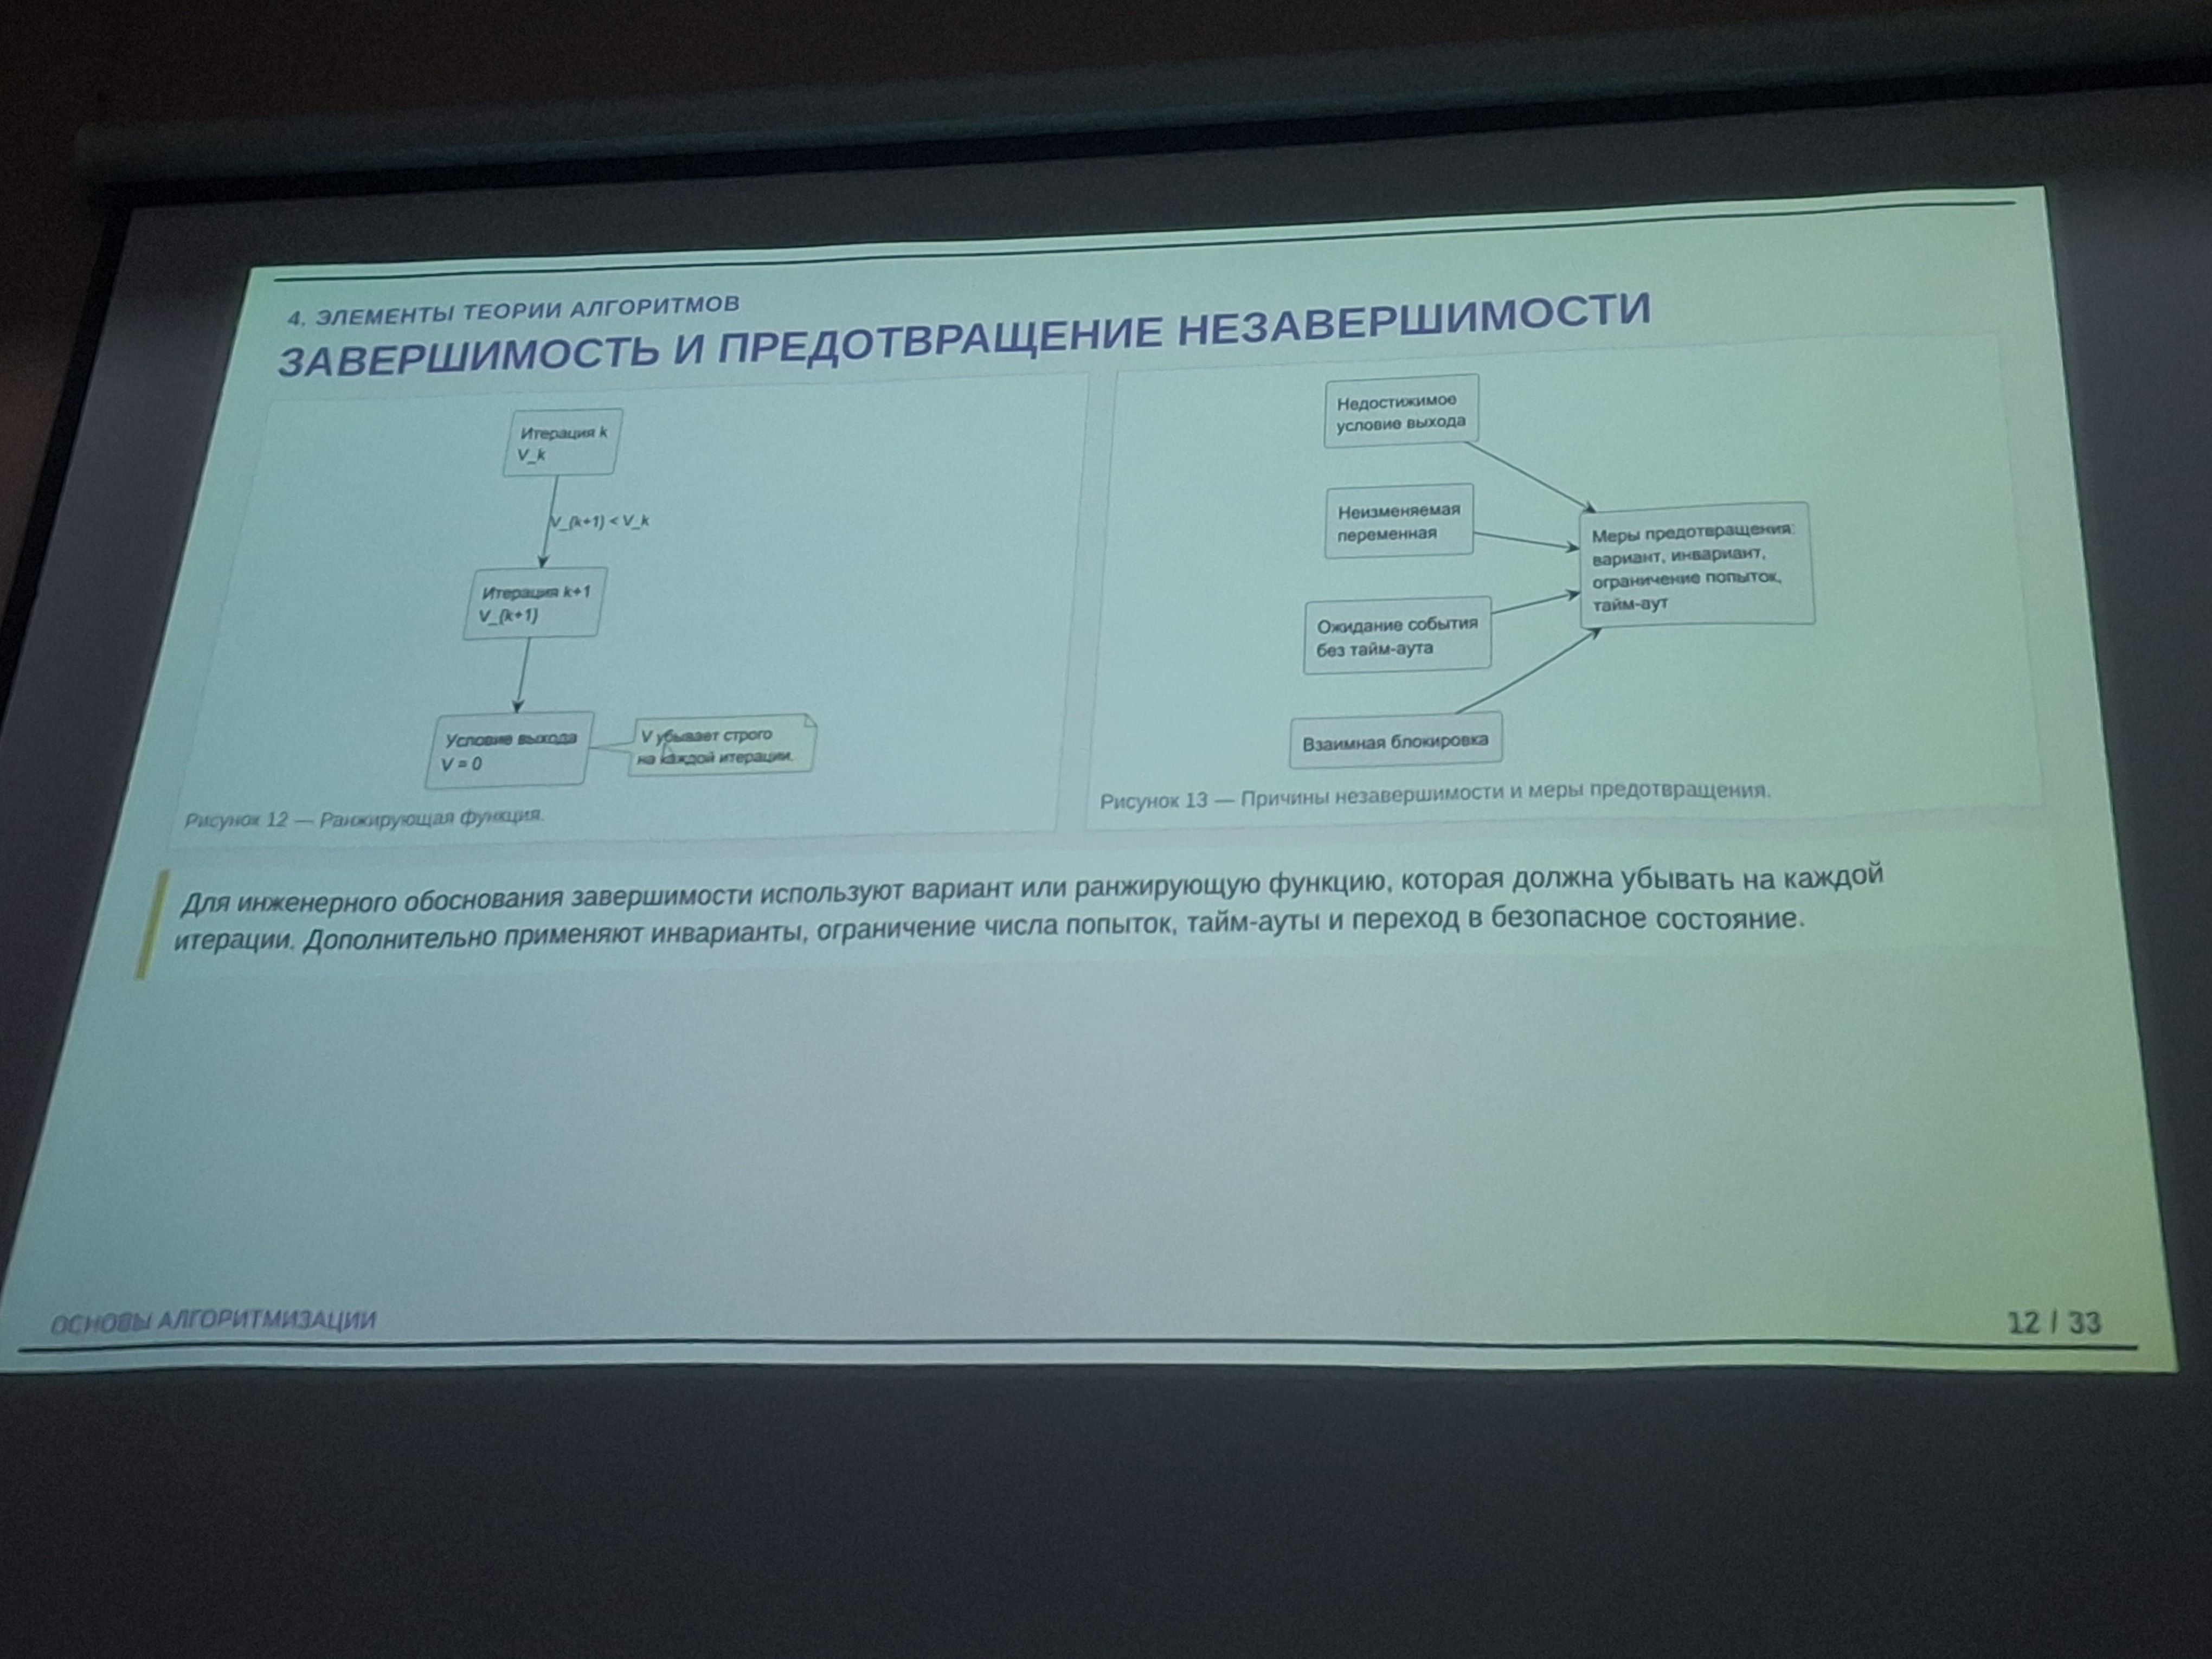 4. ЭЛЕМЕНТЫ ТЕОРИИ АЛГОРИТМОВ
ЗАВЕРШИМОСТЬ И ПРЕДОТВРАЩЕНИЕ НЕЗАВЕРШИМОСТИ
Итерация k
V_k
V_(k+1) < V_k
Итерация k+1
V_(k+1)
Условие выхода
V = 0
V убывает строго
на каждой итерации.
Рисунок 12 — Ранжирующая функция.
Недостижимое
условие выхода
Неизменяемая
переменная
Ожидание события
без тайм-аута
Взаимная блокировка
Меры предотвращения:
вариант, инвариант,
ограничение попыток,
тайм-аут
Рисунок 13 — Причины незавершимости и меры предотвращения.
Для инженерного обоснования завершимости используют вариант или ранжирующую функцию, которая должна убывать на каждой
итерации. Дополнительно применяют инварианты, ограничение числа попыток, тайм-ауты и переход в безопасное состояние.
ОСНОВЫ АЛГОРИТМИЗАЦИИ
12 / 33